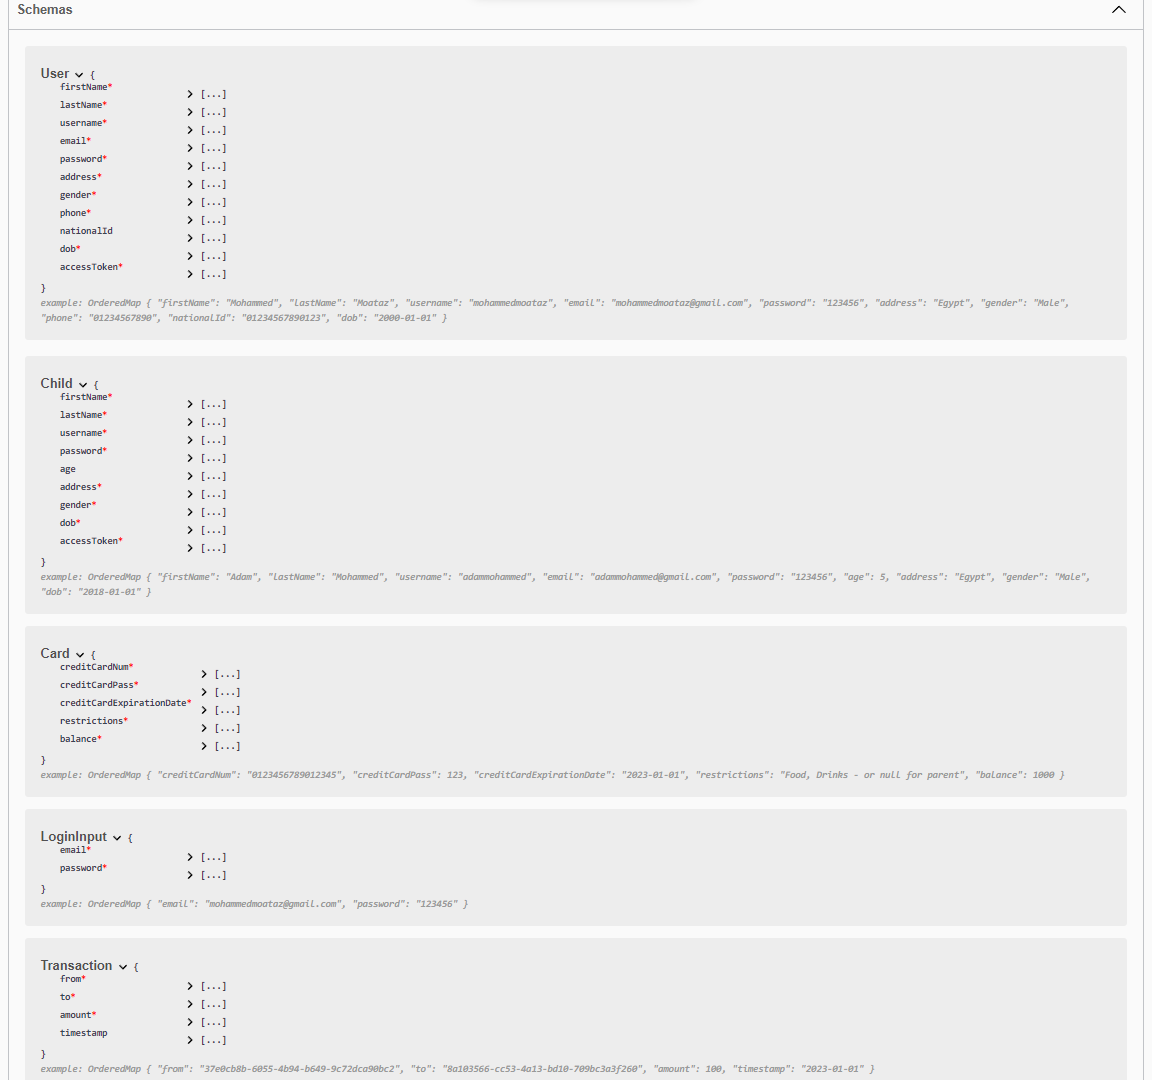 Schemas
User {
firstName* [...]
lastName* [...]
username* [...]
email* [...]
password* [...]
address* [...]
gender* [...]
phone* [...]
nationalId [...]
dob* [...]
accessToken* [...]
}
example: OrderedMap { "firstName": "Mohammed", "lastName": "Moataz", "username": "mohammedmoataz", "email": "mohammedmoataz@gmail.com", "password": "123456", "address": "Egypt", "gender": "Male",
"phone": "01234567890", "nationalId": "01234567890123", "dob": "2000-01-01" }
Child {
firstName* [...]
lastName* [...]
username* [...]
password* [...]
age [...]
address* [...]
gender* [...]
dob* [...]
accessToken* [...]
}
example: OrderedMap { "firstName": "Adam", "lastName": "Mohammed", "username": "adammohammed", "email": "adammohammed@gmail.com", "password": "123456", "age": 5, "address": "Egypt", "gender": "Male",
"dob": "2018-01-01" }
Card {
creditCardNum* [...]
creditCardPass* [...]
creditCardExpirationDate* [...]
restrictions* [...]
balance* [...]
}
example: OrderedMap { "creditCardNum": "0123456789012345", "creditCardPass": 123, "creditCardExpirationDate": "2023-01-01", "restrictions": "Food, Drinks - or null for parent", "balance": 1000 }
LoginInput {
email* [...]
password* [...]
}
example: OrderedMap { "email": "mohammedmoataz@gmail.com", "password": "123456" }
Transaction {
from* [...]
to* [...]
amount* [...]
timestamp [...]
}
example: OrderedMap { "from": "37e0cb8b-6055-4b94-b649-9c72dca90bc2", "to": "8a103566-cc53-4a13-bd10-709bc3a3f260", "amount": 100, "timestamp": "2023-01-01" }